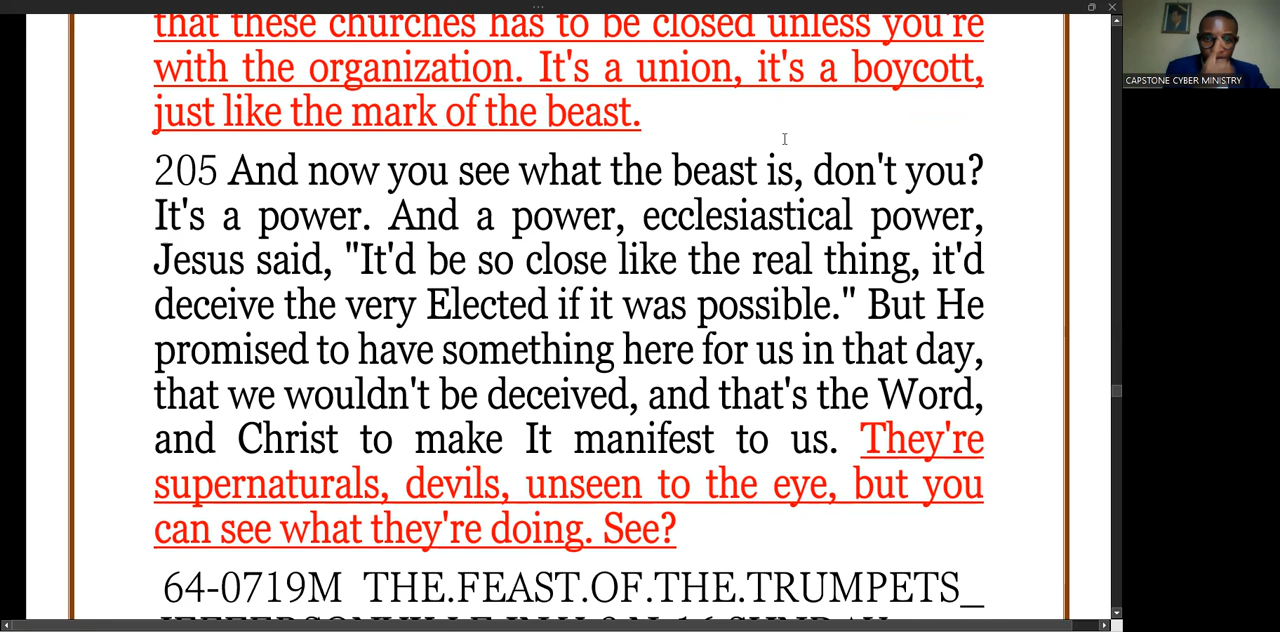 that these churches has to be closed unless you're
with the organization. It's a union, it's a boycott,
just like the mark of the beast.
205 And now you see what the beast is, don't you?
It's a power. And a power, ecclesiastical power,
Jesus said, "It'd be so close like the real thing, it'd
deceive the very Elected if it was possible." But He
promised to have something here for us in that day,
that we wouldn't be deceived, and that's the Word,
and Christ to make It manifest to us. They're
supernaturals, devils, unseen to the eye, but you
can see what they're doing. See?
64-0719M THE.FEAST.OF.THE.TRUMPETS_
CAPSTONE CYBER MINISTRY